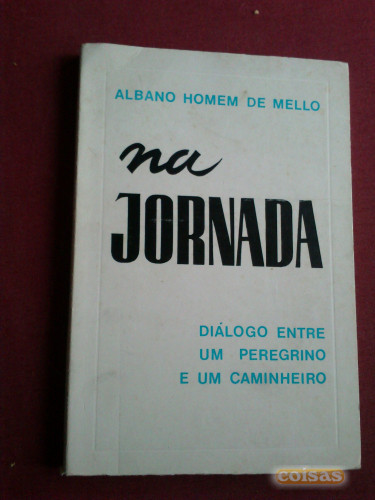 ALBANO HOMEM DE MELLO
na
JORNADA
DIÁLOGO ENTRE
UM PEREGRINO
E UM CAMINHEIRO
coisas